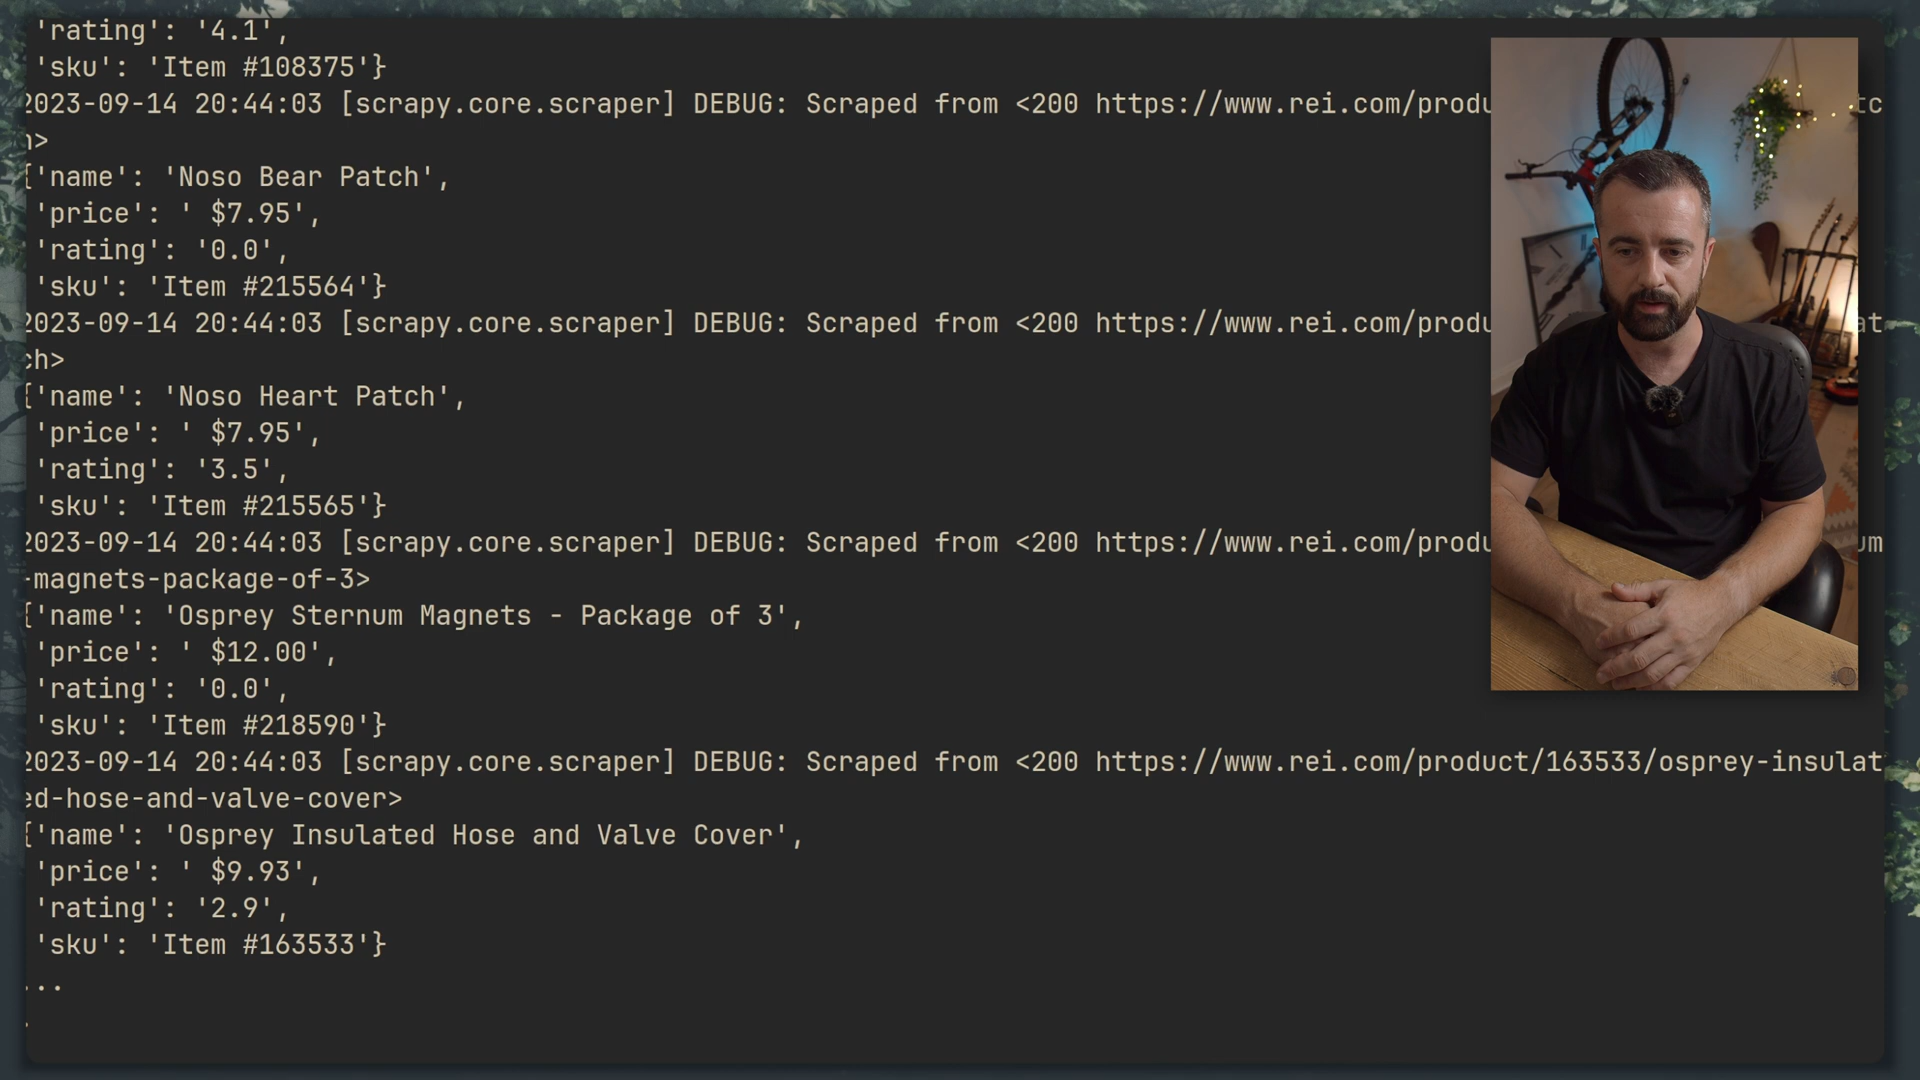 'rating': '4.1',
'sku': 'Item #108375'}
2023-09-14 20:44:03 [scrapy.core.scraper] DEBUG: Scraped from <200 https://www.rei.com/produ tc
h>
{'name': 'Noso Bear Patch',
'price': ' $7.95',
'rating': '0.0',
'sku': 'Item #215564'}
2023-09-14 20:44:03 [scrapy.core.scraper] DEBUG: Scraped from <200 https://www.rei.com/produ at
ch>
{'name': 'Noso Heart Patch',
'price': ' $7.95',
'rating': '3.5',
'sku': 'Item #215565'}
2023-09-14 20:44:03 [scrapy.core.scraper] DEBUG: Scraped from <200 https://www.rei.com/produ um
-magnets-package-of-3>
{'name': 'Osprey Sternum Magnets - Package of 3',
'price': ' $12.00',
'rating': '0.0',
'sku': 'Item #218590'}
2023-09-14 20:44:03 [scrapy.core.scraper] DEBUG: Scraped from <200 https://www.rei.com/product/163533/osprey-insulat
ed-hose-and-valve-cover>
{'name': 'Osprey Insulated Hose and Valve Cover',
'price': ' $9.93',
'rating': '2.9',
'sku': 'Item #163533'}
...